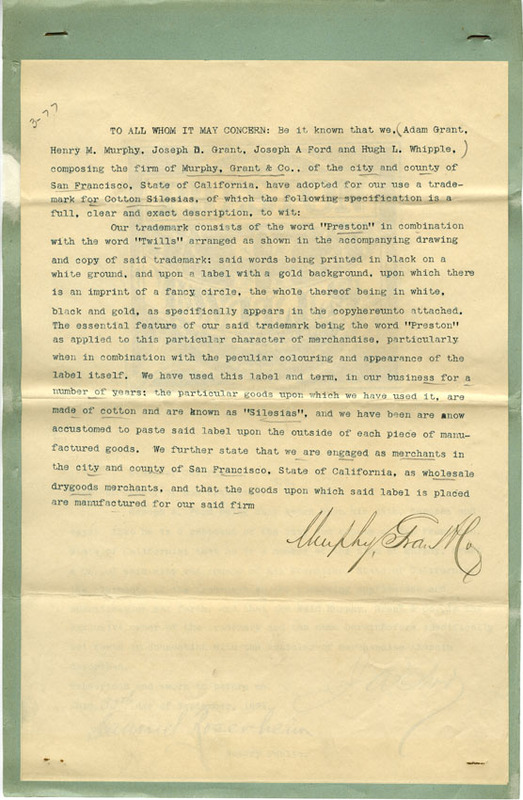 3-77
TO ALL WHOM IT MAY CONCERN: Be it known that we,(Adam Grant,
Henry M. Murphy, Joseph D. Grant, Joseph A Ford and Hugh L. Whipple,)
composing the firm of Murphy, Grant & Co., of the city and county of
San Francisco, State of California, have adopted for our use a trade-
mark for Cotton Silesias, of which the following specification is a
full, clear and exact description, to wit:
Our trademark consists of the word "Preston" in combination
with the word "Twills" arranged as shown in the accompanying drawing
and copy of said trademark; said words being printed in black on a
white ground, and upon a label with a gold background, upon which there
is an imprint of a fancy circle, the whole thereof being in white,
black and gold, as specifically appears in the copyhereunto attached.
The essential feature of our said trademark being the word "Preston"
as applied to this particular character of merchandise, particularly
when in combination with the peculiar colouring and appearance of the
label itself. We have used this label and term, in our business for a
number of years; the particular goods upon which we have used it, are
made of cotton and are known as "Silesias", and we have been are anow
accustomed to paste said label upon the outside of each piece of manu-
factured goods. We further state that we are engaged as merchants in
the city and county of San Francisco, State of California, as wholesale
drygoods merchants, and that the goods upon which said label is placed
are manufactured for our said firm
Murphy, Grant & Co